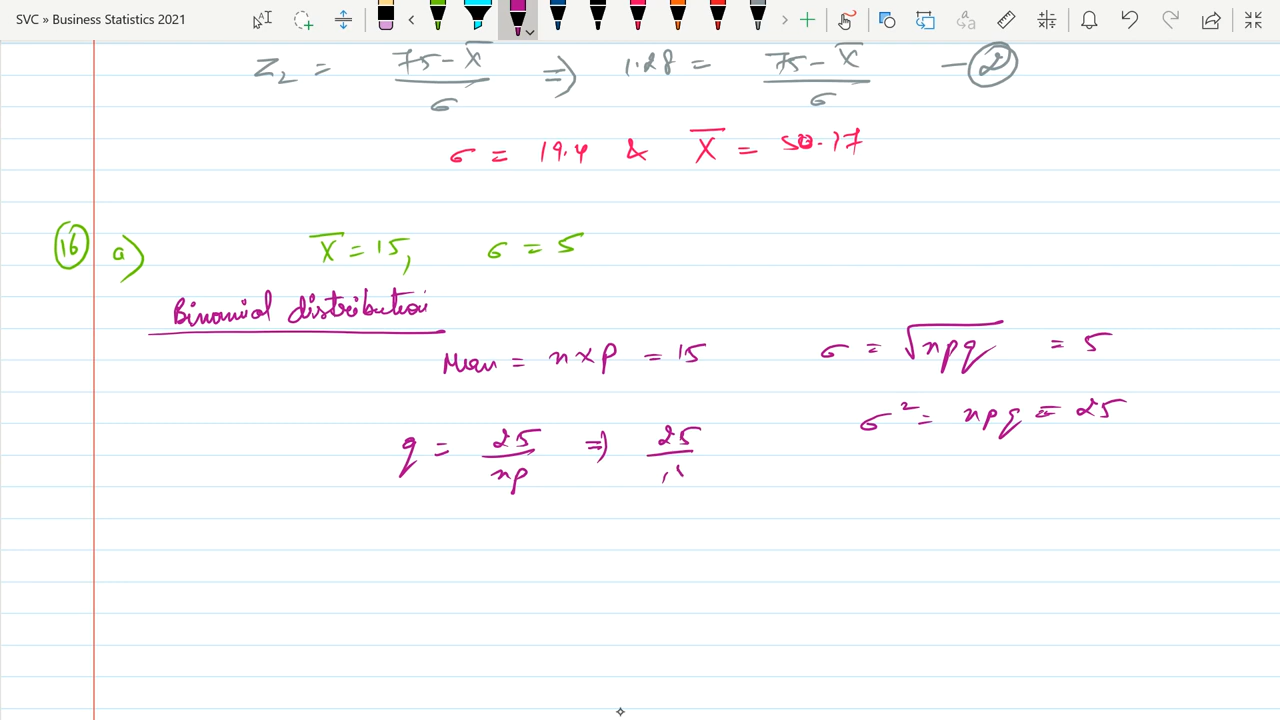 SVC » Business Statistics 2021
Z2 = 75 - X̅ / σ ⇒ 1.28 = 75 - X̅ / σ - 2
σ = 19.4 & X̅ = 50.17
16 a) X̅ = 15, σ = 5
Binomial distribution
Mean = n × p = 15 σ = √npq = 5
σ² = npq = 25
q = 25 / np ⇒ 25 /